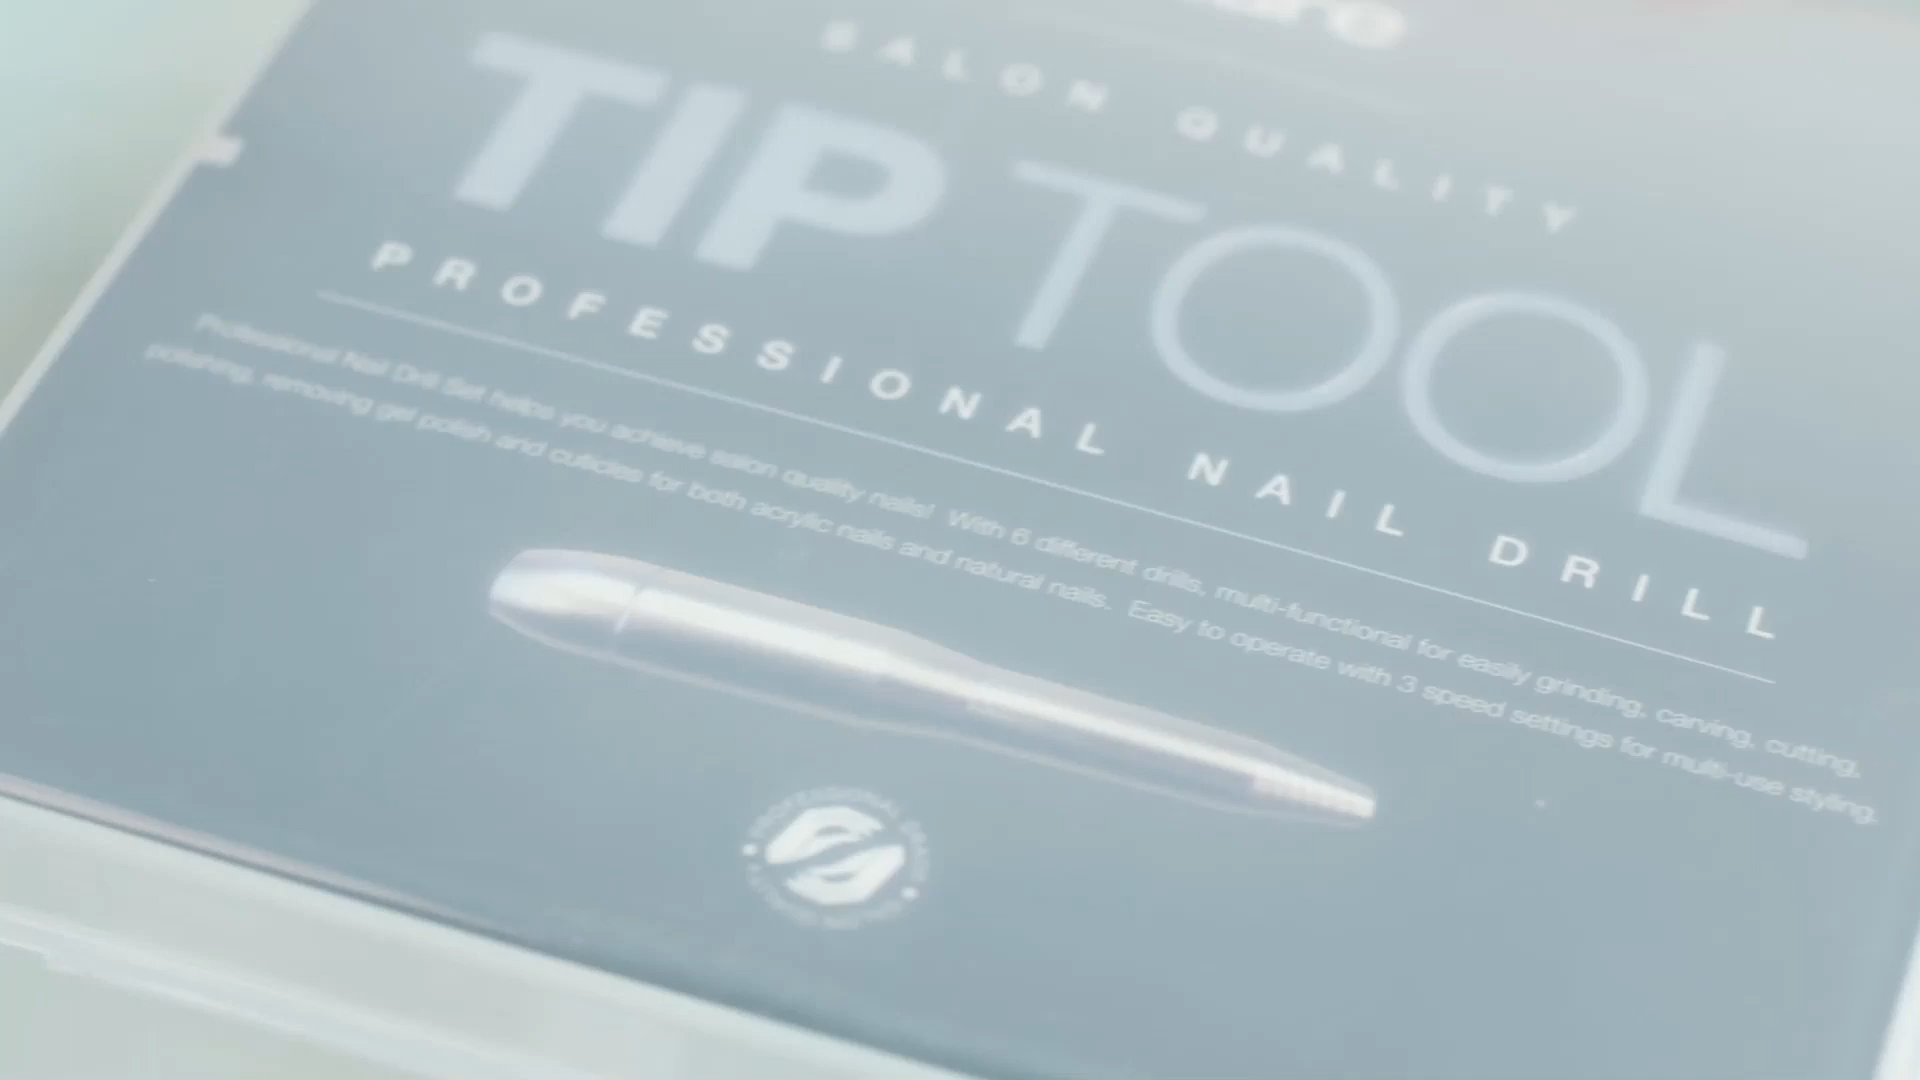 SALON QUALITY
TIP TOOL
PROFESSIONAL NAIL DRILL
Professional Nail Drill Set helps you achieve salon quality nails! With 6 different drills, multi-functional for easily grinding, carving, cutting,
polishing, removing gel polish and cuticles for both acrylic nails and natural nails. Easy to operate with 3 speed settings for multi-use styling.